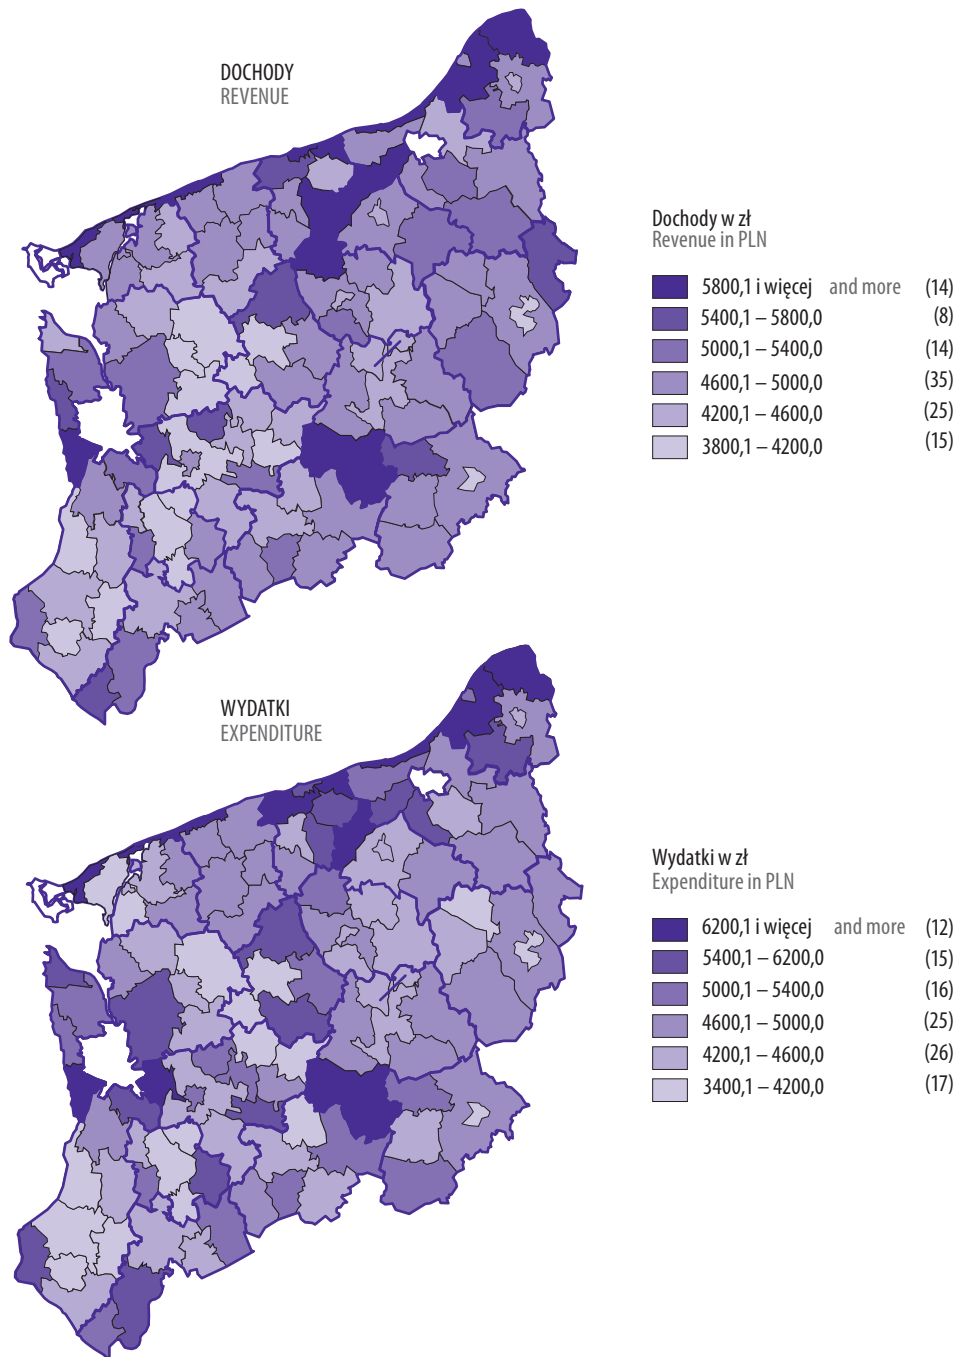 DOCHODY
REVENUE
Dochody w zł
Revenue in PLN
5800,1 i więcej and more (14)
5400,1 – 5800,0 (8)
5000,1 – 5400,0 (14)
4600,1 – 5000,0 (35)
4200,1 – 4600,0 (25)
3800,1 – 4200,0 (15)
WYDATKI
EXPENDITURE
Wydatki w zł
Expenditure in PLN
6200,1 i więcej and more (12)
5400,1 – 6200,0 (15)
5000,1 – 5400,0 (16)
4600,1 – 5000,0 (25)
4200,1 – 4600,0 (26)
3400,1 – 4200,0 (17)